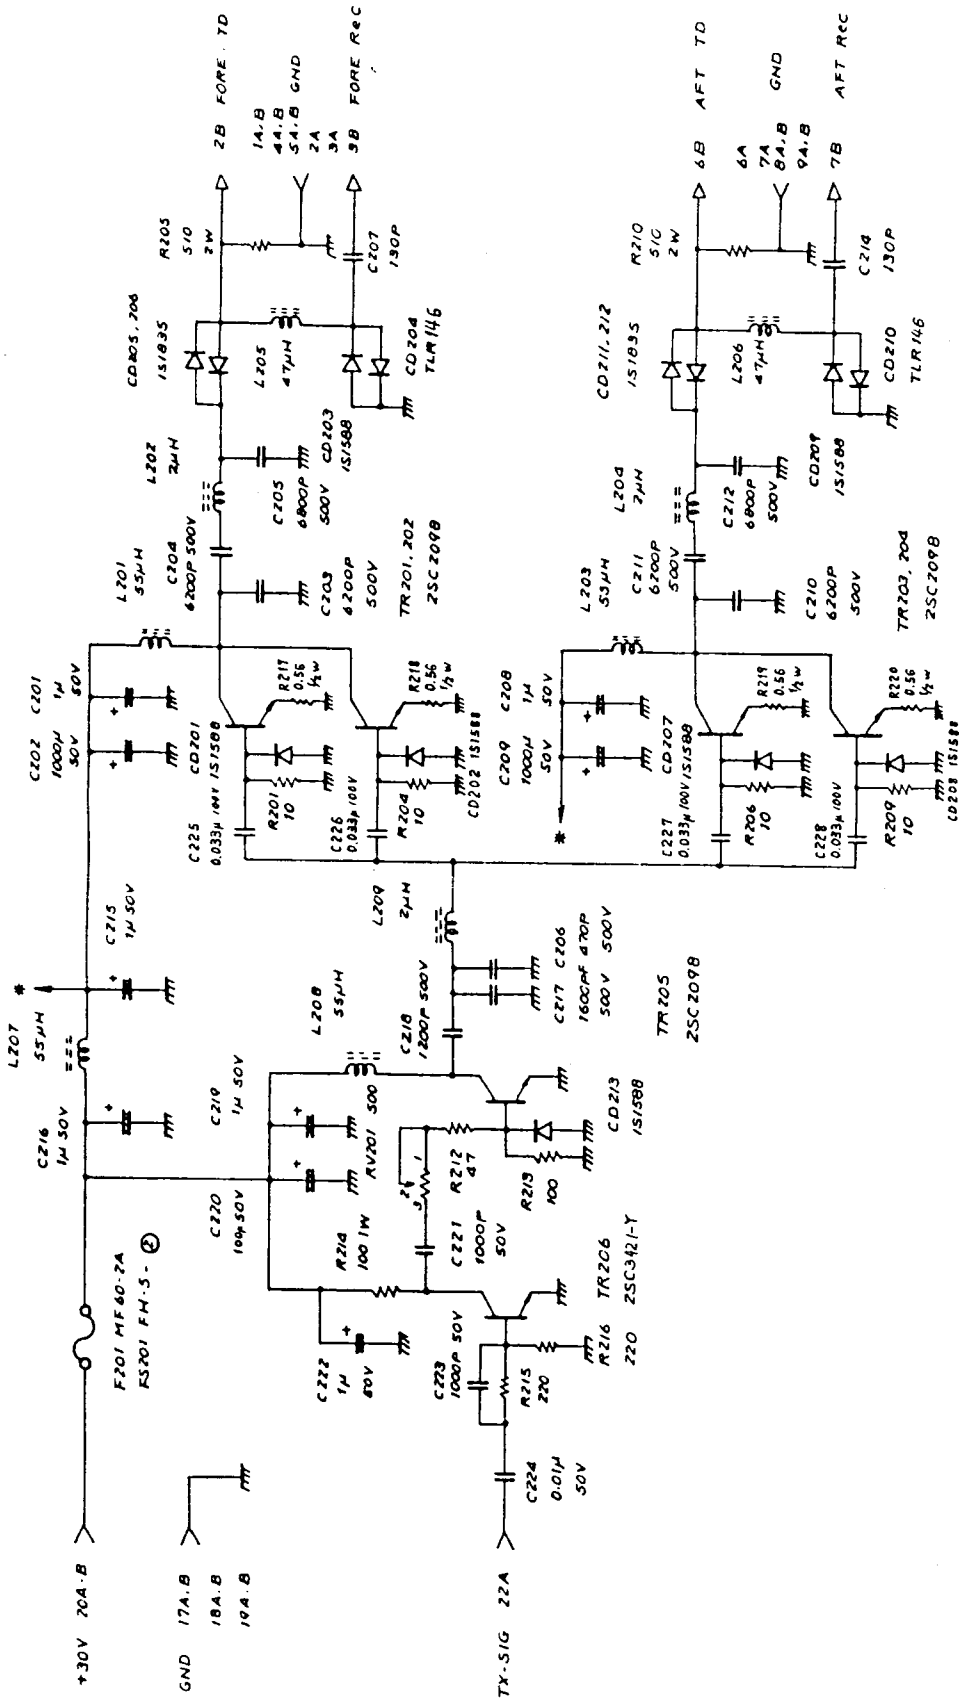 +30V 20A.B
GND 17A.B
18A.B
19A.B
TX-SIG 22A
F201 MF60-2A
FS201 FH-S-②
C216
1μ 50V
L207
55μH
*
C215
1μ 50V
C202
1000μ
50V
C201
1μ
50V
L201
55μH
C204
6200P 500V
C203
6200P
500V
L202
2μH
C205
6800P
500V
CD205,206
1S1835
L205
47μH
CD203
1S1588
CD204
TLR146
R205
510
2W
C207
130P
2B FORE. TD
1A.B
4A.B
5A.B GND
2A
3A
3B FORE Rec
TR201,202
2SC2098
R217
0.56
½W
R218
0.56
½W
C225
0.033μ 100V
CD201
1S1588
R201
10
C226
0.033μ 100V
R204
10
CD202 1S1588
C220
100μ 50V
C219
1μ 50V
L208
55μH
C218
1200P 500V
L209
2μH
C217
1600PF
500V
C206
470P
500V
RV201
500
1
2
3
R212
47
R213
100
CD213
1S1588
TR205
2SC2098
R214
100 1W
C221
1000P
50V
C222
1μ
50V
C223
1000P 50V
R215
220
R216
220
TR206
2SC3421-Y
C224
0.01μ
50V
*
C209
1000μ
50V
C208
1μ
50V
L203
55μH
C211
6200P
500V
C210
6200P
500V
L204
2μH
C212
6800P
500V
CD211,212
1S1835
L206
47μH
CD209
1S1588
CD210
TLR146
R210
510
2W
C214
130P
6B AFT TD
6A
7A
8A.B
9A.B
GND
7B AFT Rec
TR203,204
2SC2098
R219
0.56
½W
R220
0.56
½W
C227
0.033μ 100V
CD207
1S1588
R206
10
C228
0.033μ 100V
R209
10
CD208 1S1588